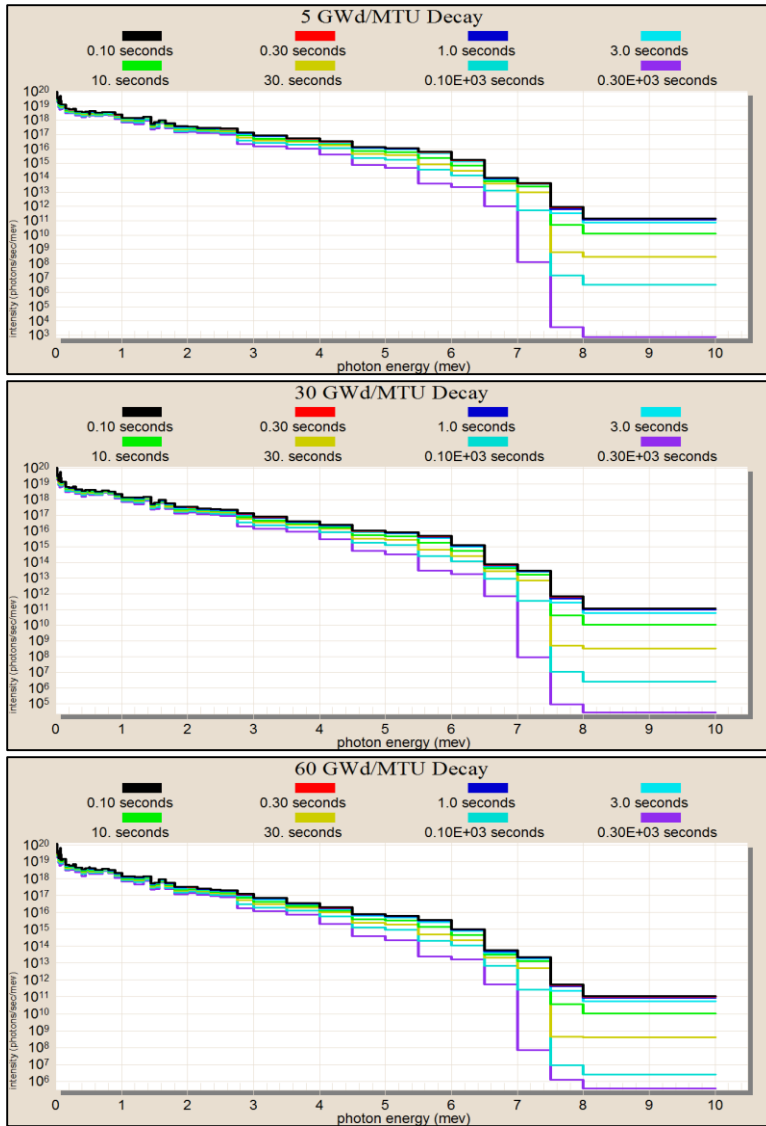 5 GWd/MTU Decay
0.10 seconds 0.30 seconds 1.0 seconds 3.0 seconds
10. seconds 30. seconds 0.10E+03 seconds 0.30E+03 seconds
intensity (photons/sec/mev)
10^20
10^19
10^18
10^17
10^16
10^15
10^14
10^13
10^12
10^11
10^10
10^9
10^8
10^7
10^6
10^5
10^4
10^3
0 1 2 3 4 5 6 7 8 9 10
photon energy (mev)
30 GWd/MTU Decay
0.10 seconds 0.30 seconds 1.0 seconds 3.0 seconds
10. seconds 30. seconds 0.10E+03 seconds 0.30E+03 seconds
intensity (photons/sec/mev)
10^20
10^19
10^18
10^17
10^16
10^15
10^14
10^13
10^12
10^11
10^10
10^9
10^8
10^7
10^6
10^5
0 1 2 3 4 5 6 7 8 9 10
photon energy (mev)
60 GWd/MTU Decay
0.10 seconds 0.30 seconds 1.0 seconds 3.0 seconds
10. seconds 30. seconds 0.10E+03 seconds 0.30E+03 seconds
intensity (photons/sec/mev)
10^20
10^19
10^18
10^17
10^16
10^15
10^14
10^13
10^12
10^11
10^10
10^9
10^8
10^7
10^6
0 1 2 3 4 5 6 7 8 9 10
photon energy (mev)